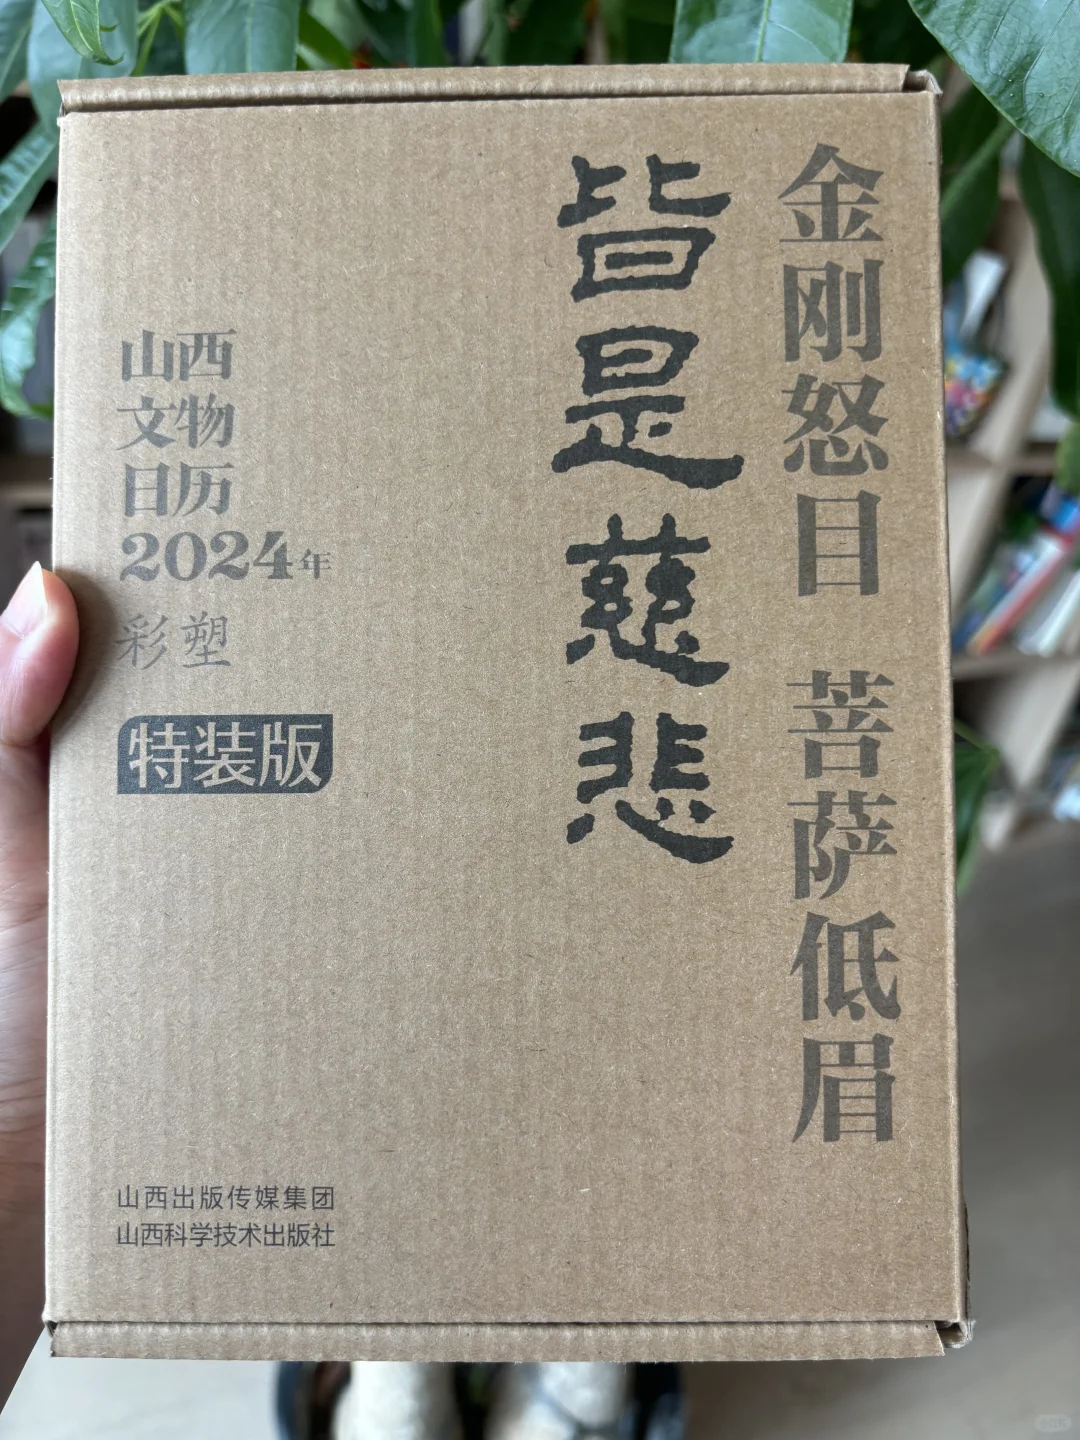 金刚怒目 菩萨低眉
皆是慈悲
山西
文物
日历
2024年
彩塑
特装版
山西出版传媒集团
山西科学技术出版社